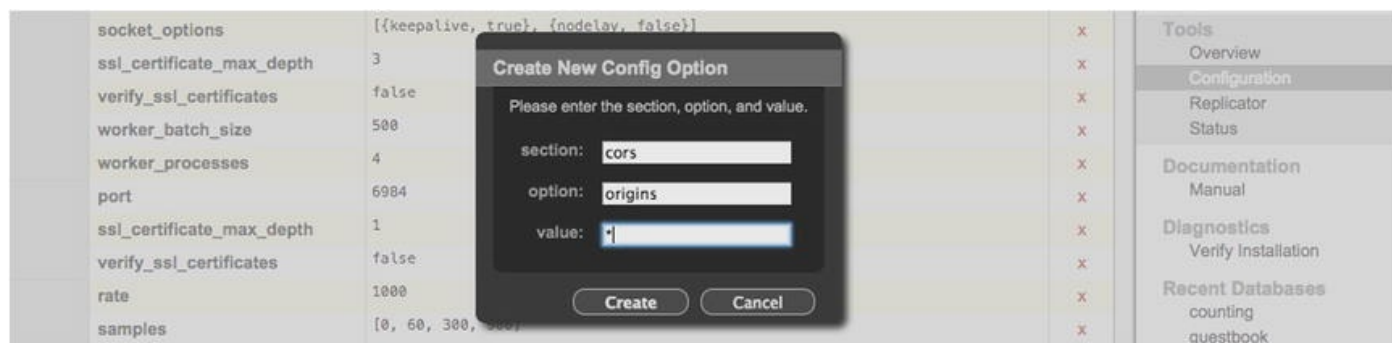 socket_options [{keepalive, true}, {nodelay, false}] x
ssl_certificate_max_depth 3 x
verify_ssl_certificates false x
worker_batch_size 500 x
worker_processes 4 x
port 6984 x
ssl_certificate_max_depth 1 x
verify_ssl_certificates false x
rate 1000 x
samples [0, 60, 300, x
Create New Config Option
Please enter the section, option, and value.
section: cors
option: origins
value: *
Create Cancel
Tools
Overview
Configuration
Replicator
Status
Documentation
Manual
Diagnostics
Verify Installation
Recent Databases
counting
guestbook